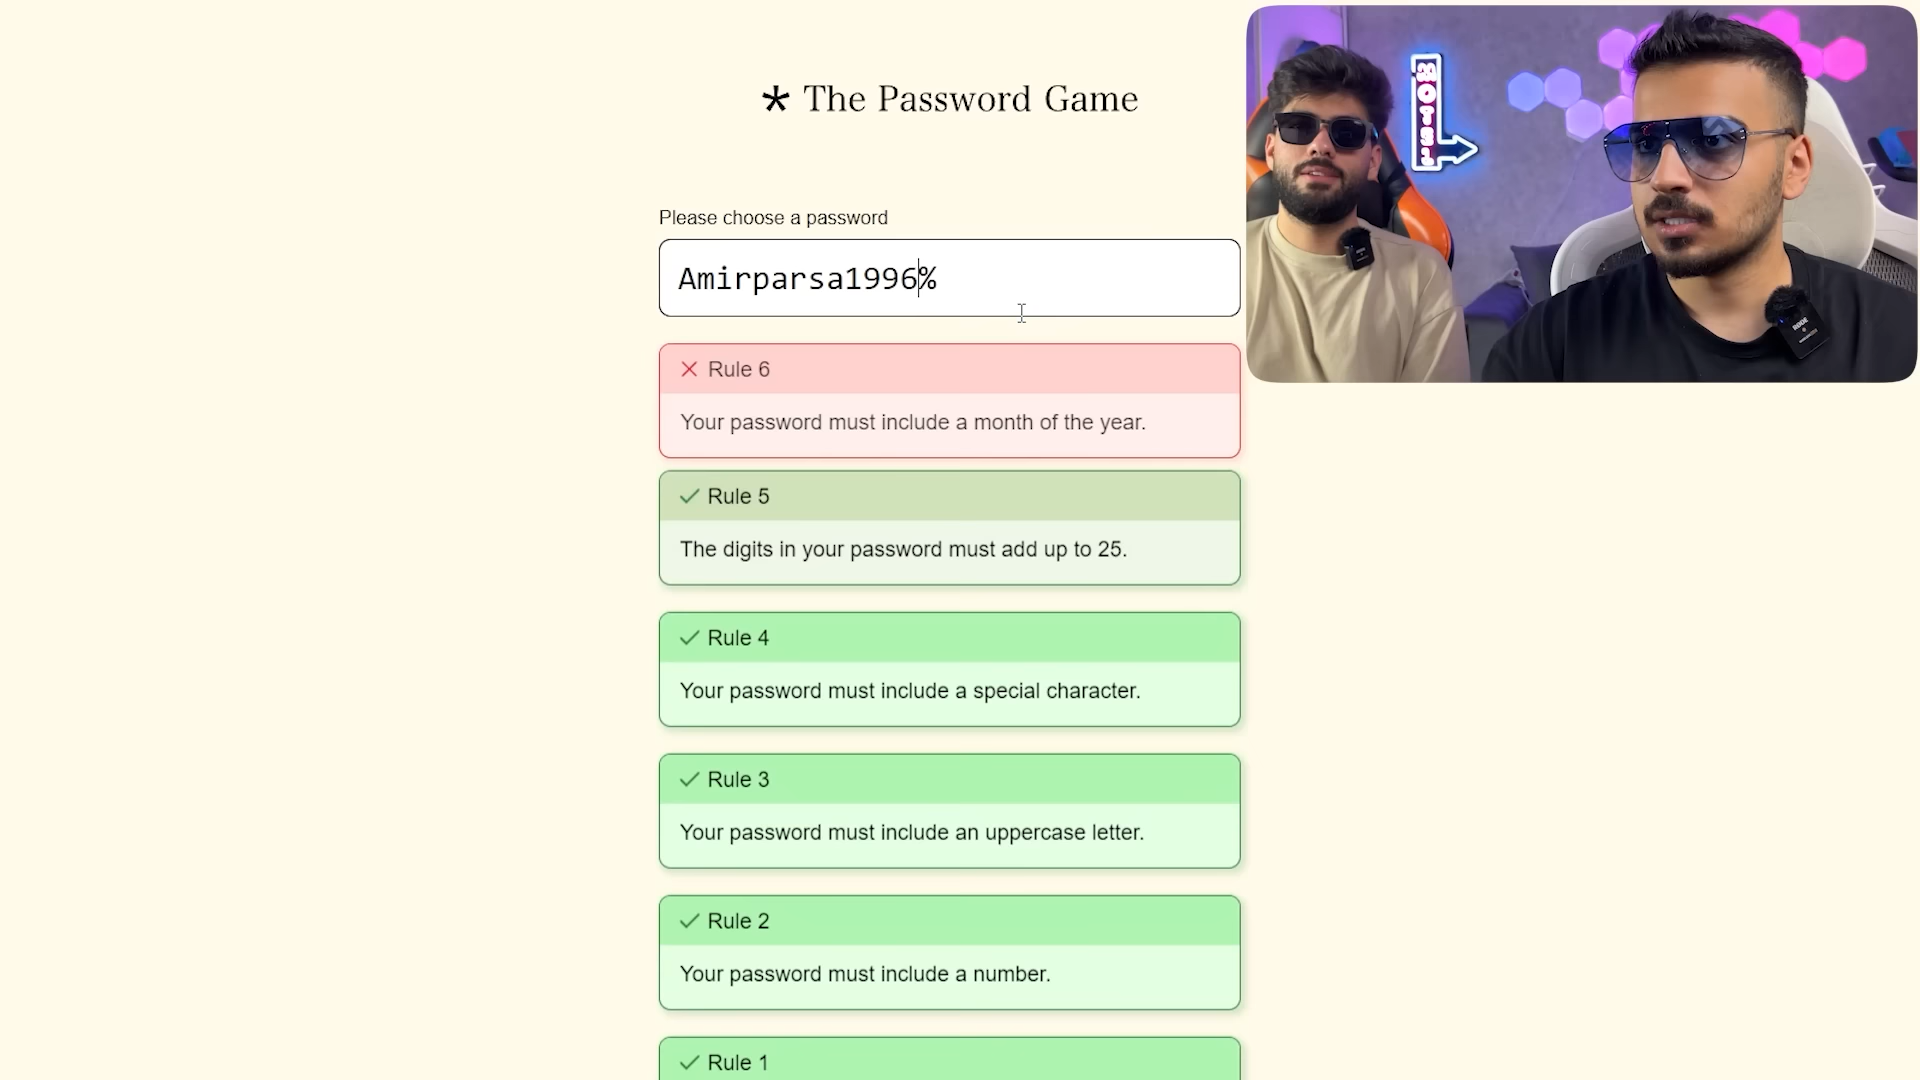 * The Password Game
Please choose a password
Amirparsa1996%
Rule 6
Your password must include a month of the year.
Rule 5
The digits in your password must add up to 25.
Rule 4
Your password must include a special character.
Rule 3
Your password must include an uppercase letter.
Rule 2
Your password must include a number.
Rule 1